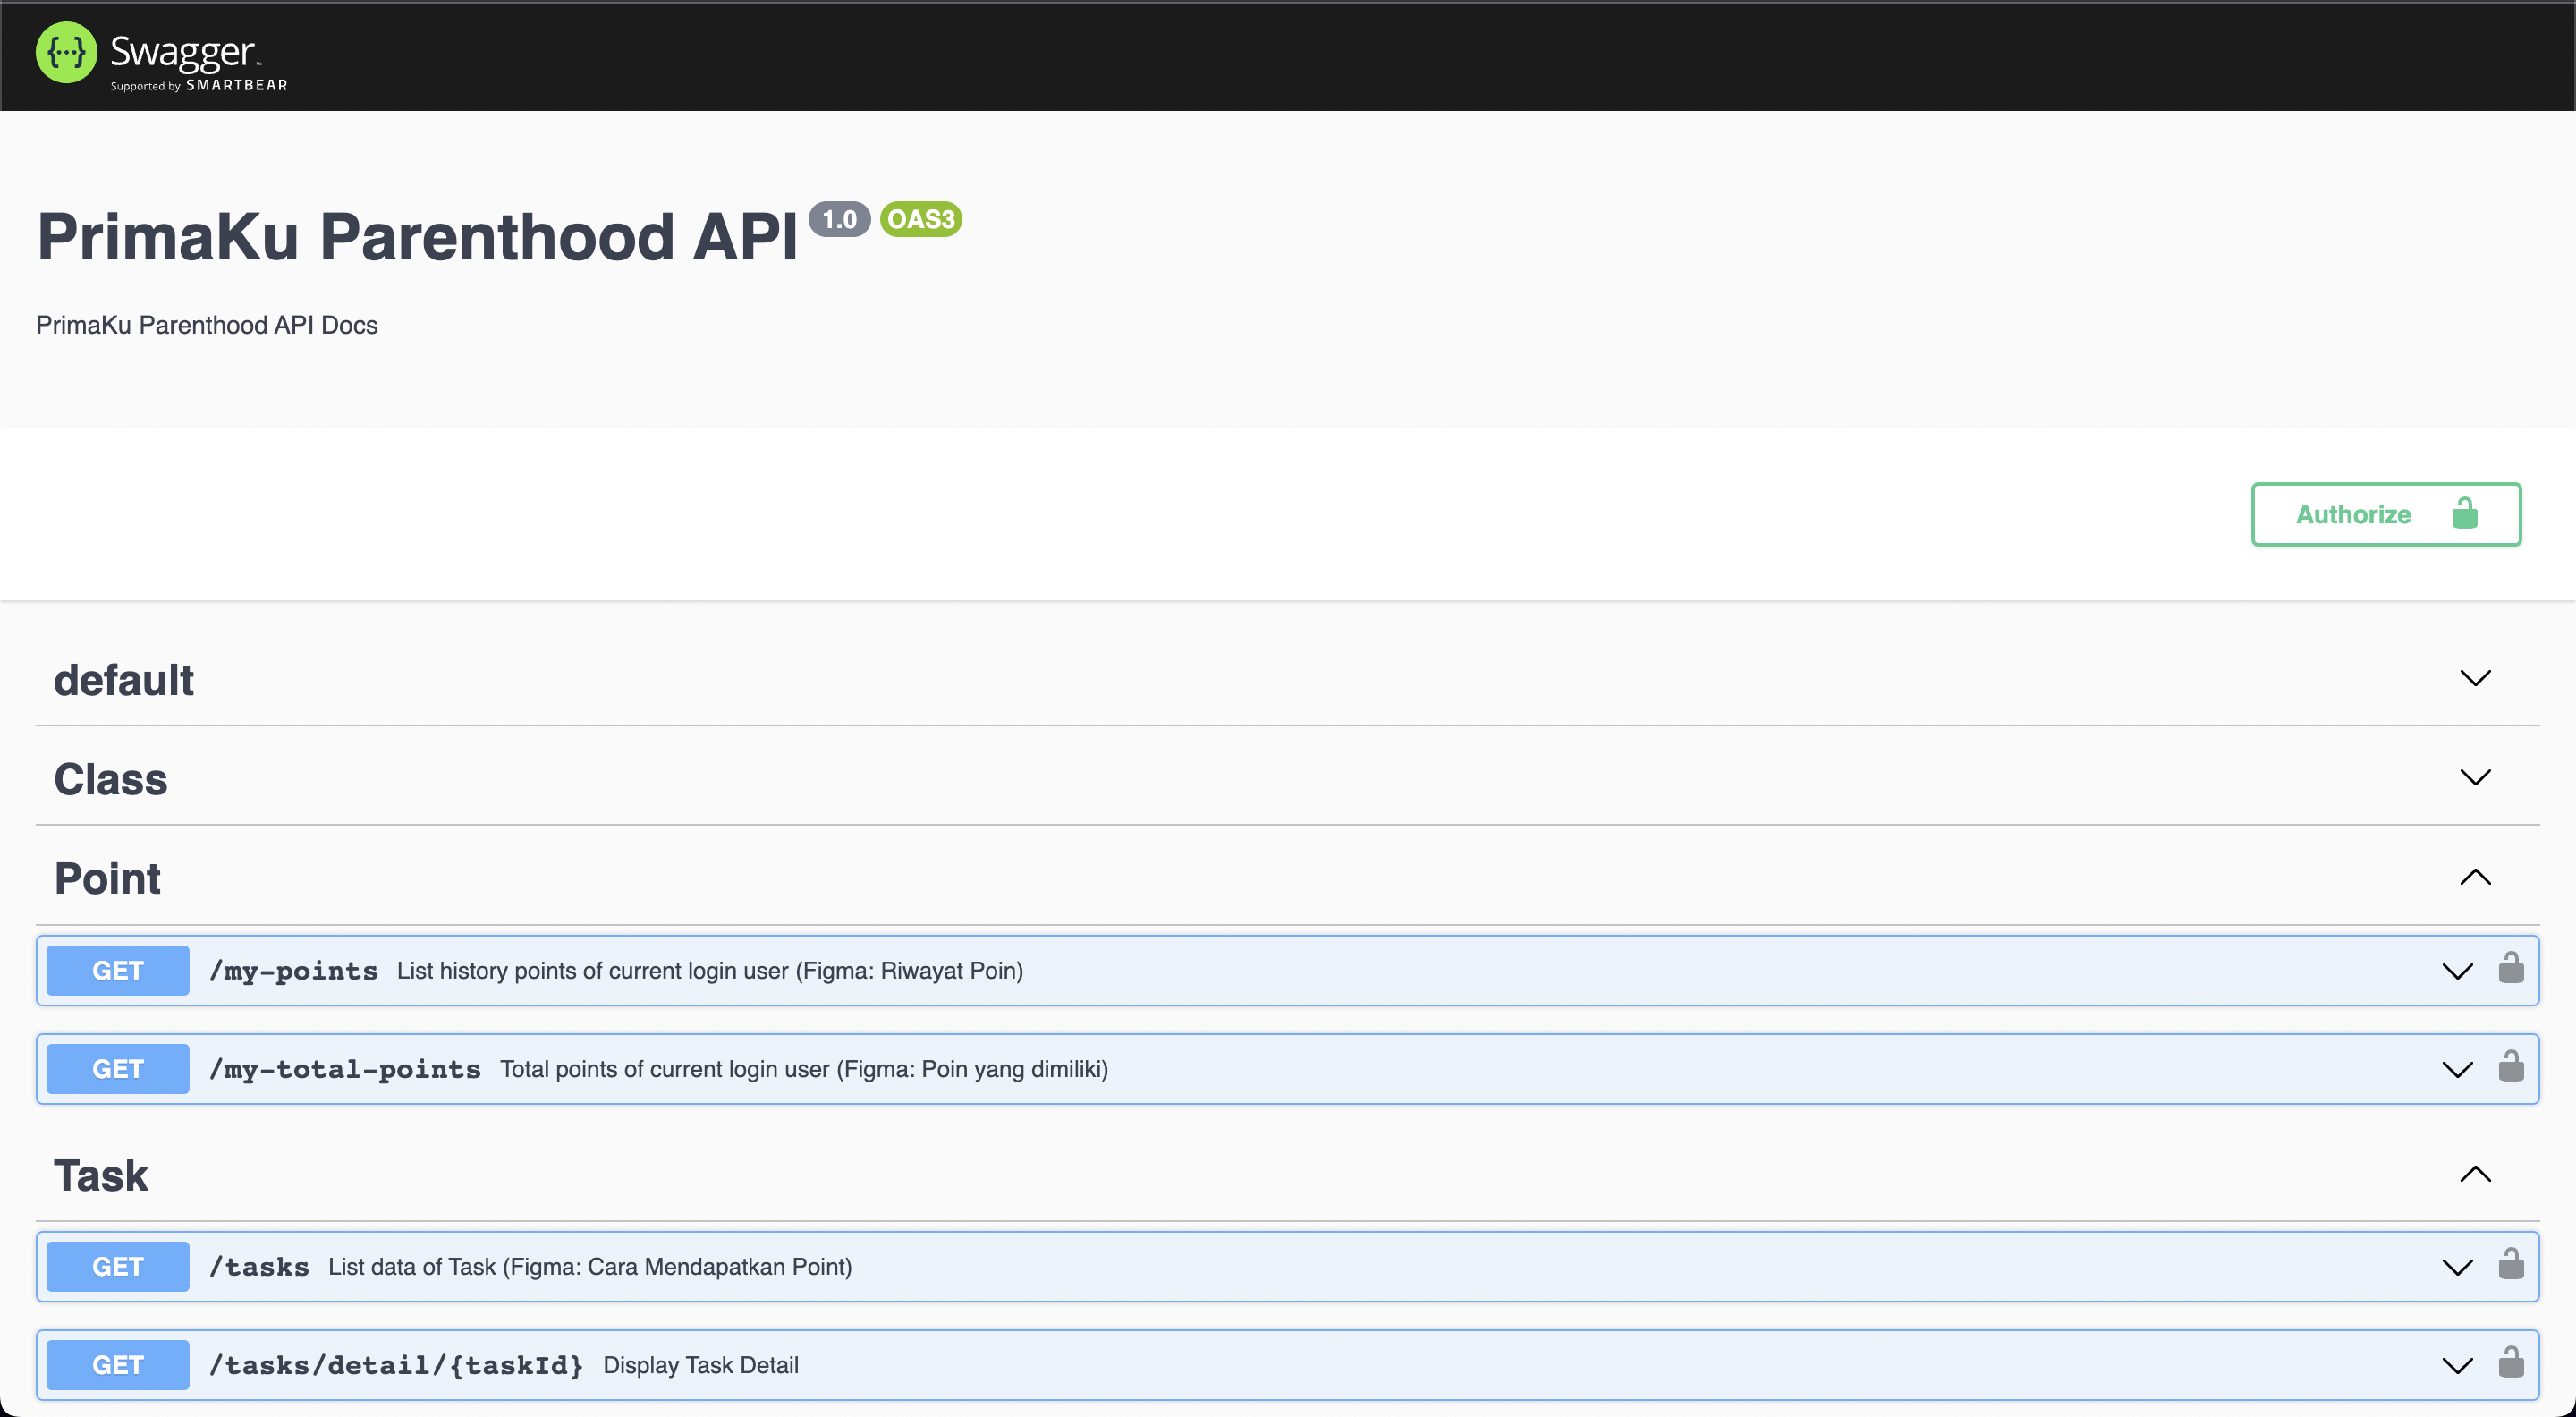 {···} Swagger™
Supported by SMARTBEAR
PrimaKu Parenthood API 1.0 OAS3
PrimaKu Parenthood API Docs
Authorize
default
Class
Point
GET /my-points List history points of current login user (Figma: Riwayat Poin)
GET /my-total-points Total points of current login user (Figma: Poin yang dimiliki)
Task
GET /tasks List data of Task (Figma: Cara Mendapatkan Point)
GET /tasks/detail/{taskId} Display Task Detail